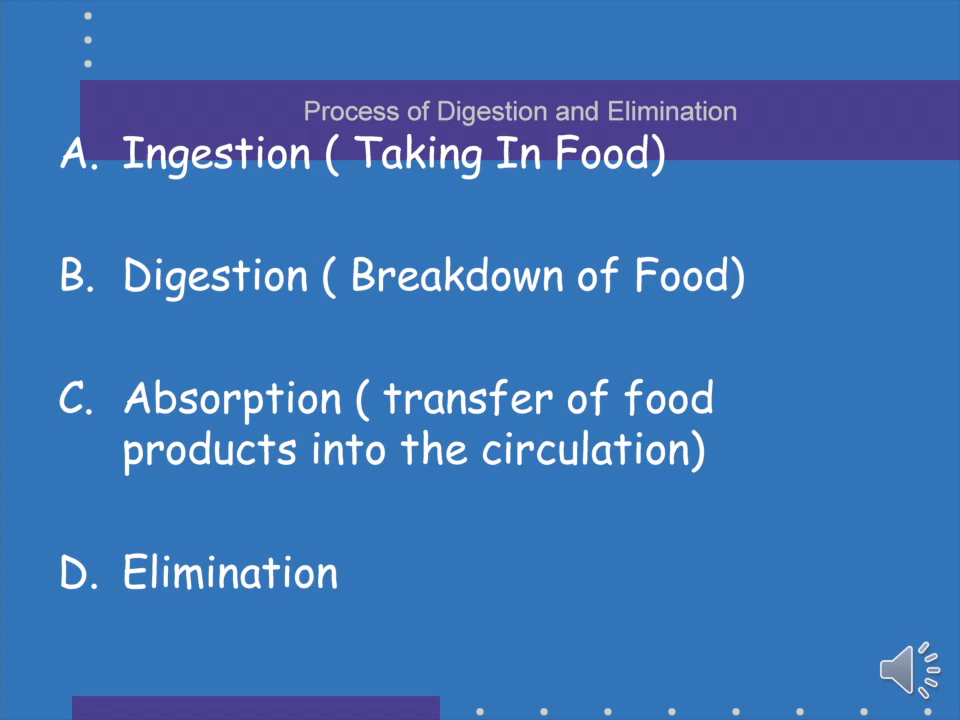 Process of Digestion and Elimination
A. Ingestion ( Taking In Food)
B. Digestion ( Breakdown of Food)
C. Absorption ( transfer of food
products into the circulation)
D. Elimination